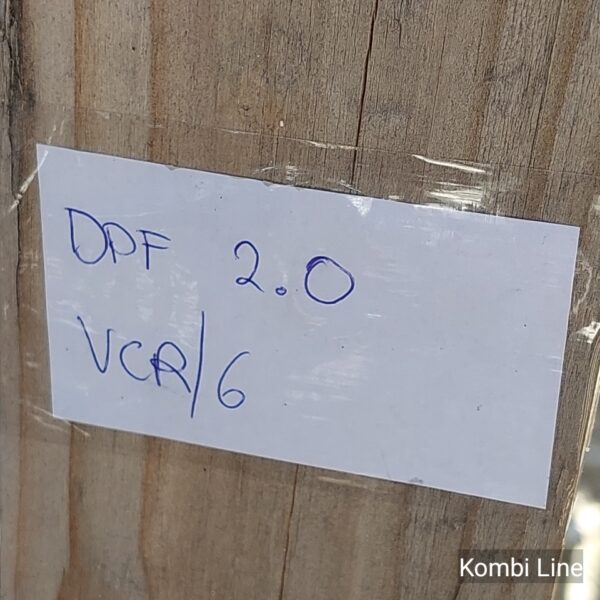 DPF 2.0
VCR/6
Kombi Line